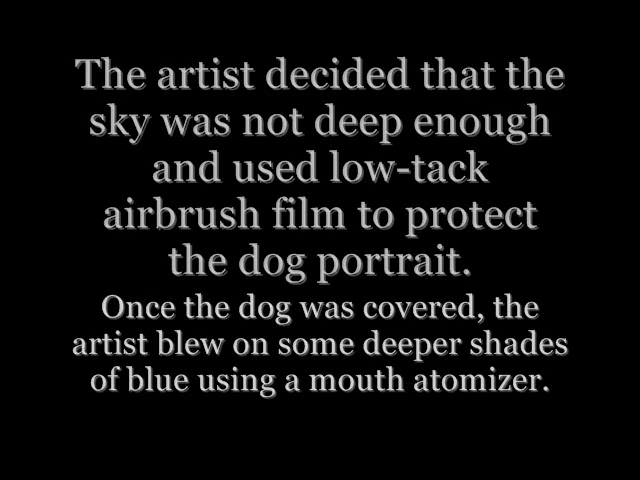 The artist decided that the
sky was not deep enough
and used low-tack
airbrush film to protect
the dog portrait.
Once the dog was covered, the
artist blew on some deeper shades
of blue using a mouth atomizer.